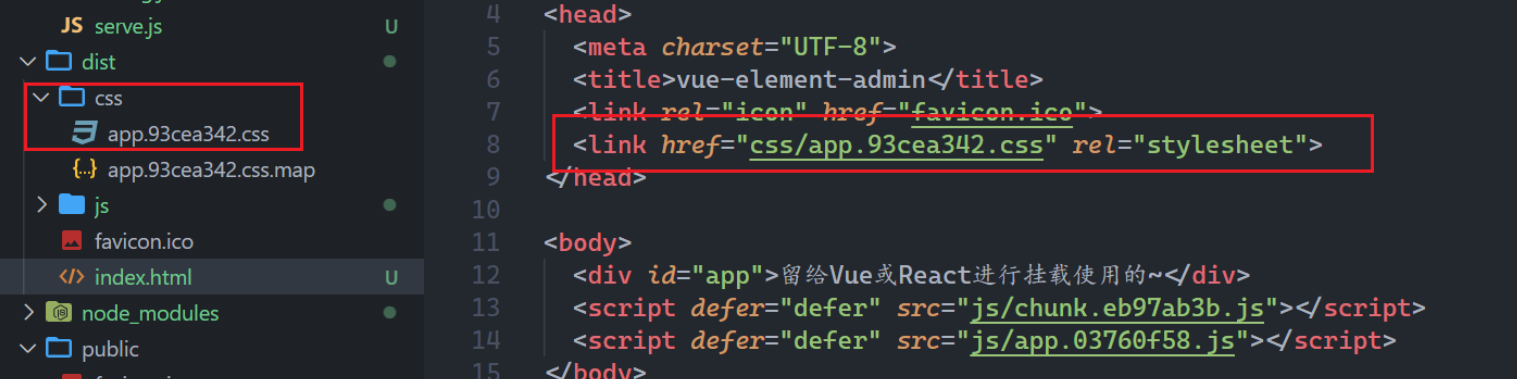 JS serve.js U
dist
css
app.93cea342.css
{..} app.93cea342.css.map
js
favicon.ico
</> index.html U
node_modules
public
4 <head>
5 <meta charset="UTF-8">
6 <title>vue-element-admin</title>
7 <link rel="icon" href="favicon.ico">
8 <link href="css/app.93cea342.css" rel="stylesheet">
9 </head>
10
11 <body>
12 <div id="app">留给Vue或React进行挂载使用的~</div>
13 <script defer="defer" src="js/chunk.eb97ab3b.js"></script>
14 <script defer="defer" src="js/app.03760f58.js"></script>
15 </body>